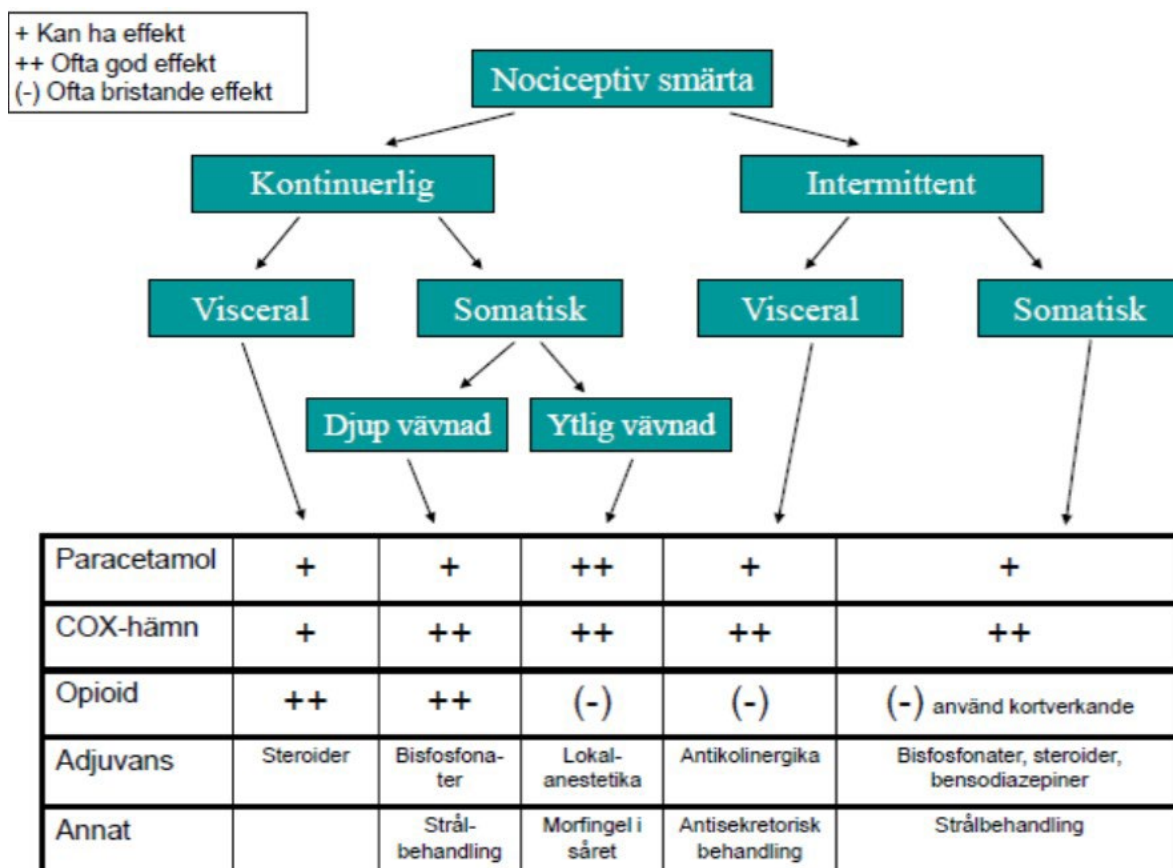 + Kan ha effekt
++ Ofta god effekt
(-) Ofta bristande effekt
Nociceptiv smärta
Kontinuerlig
Intermittent
Visceral
Somatisk
Visceral
Somatisk
Djup vävnad
Ytlig vävnad
Paracetamol + + ++ + +
COX-hämn + ++ ++ ++ ++
Opioid ++ ++ (-) (-) (-) använd kortverkande
Adjuvans
Steroider
Bisfosfona-
ter
Lokal-
anestetika
Antikolinergika
Bisfosfonater, steroider,
bensodiazepiner
Annat
Strål-
behandling
Morfingel i
såret
Antisekretorisk
behandling
Strålbehandling